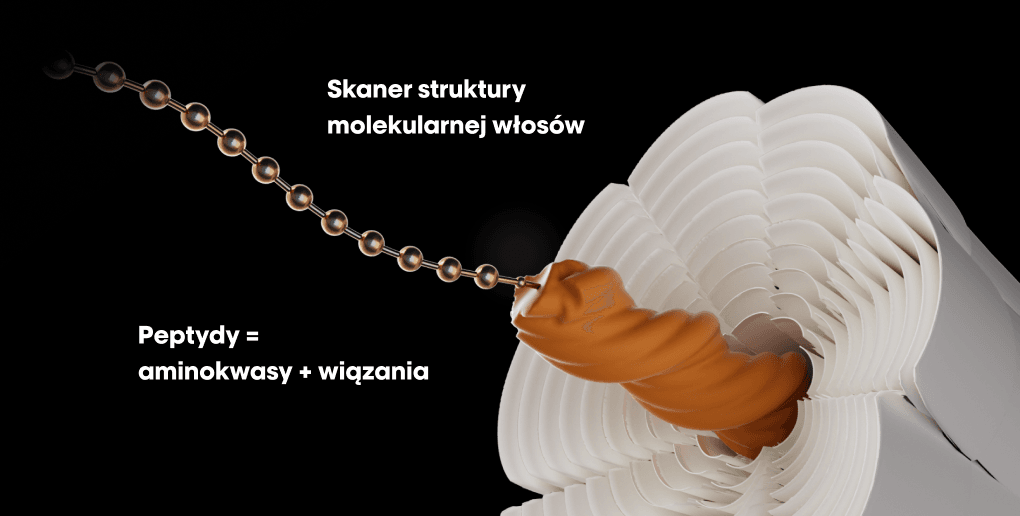 Skaner struktury
molekularnej włosów
Peptydy =
aminokwasy + wiązania